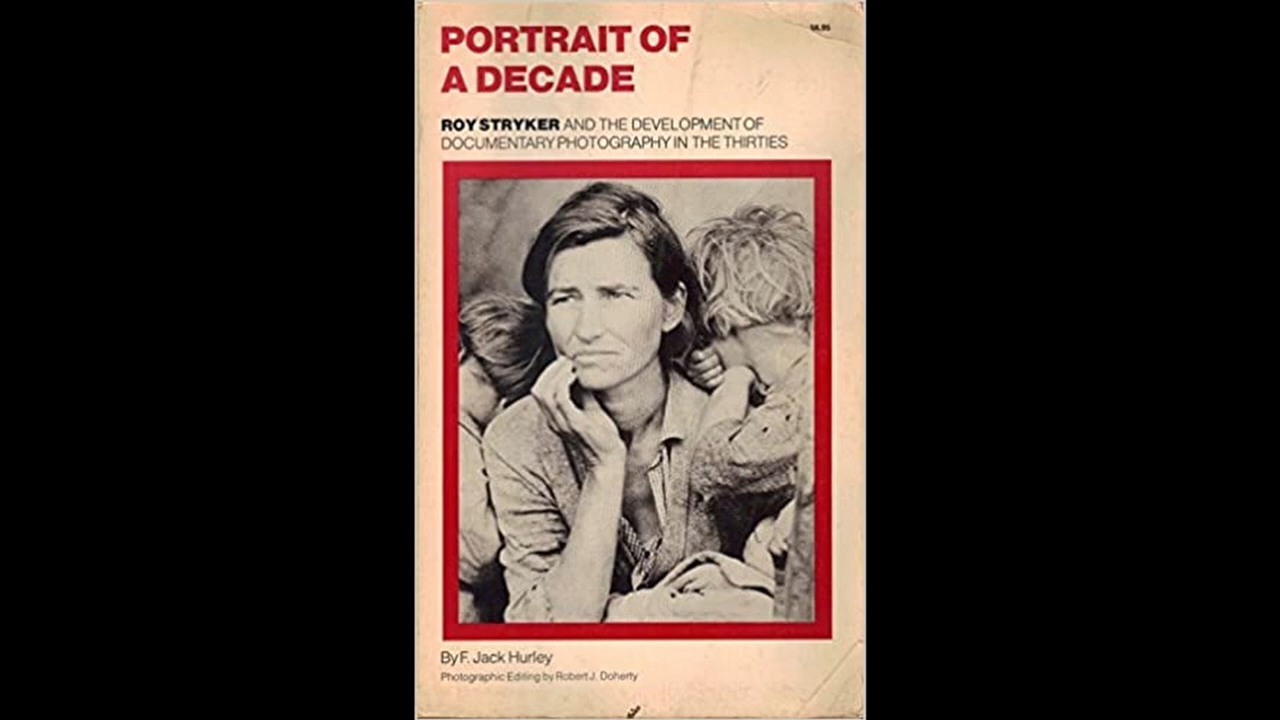 PORTRAIT OF
A DECADE
ROY STRYKER AND THE DEVELOPMENT OF
DOCUMENTARY PHOTOGRAPHY IN THE THIRTIES
By F. Jack Hurley
Photographic Editing by Robert J. Doherty